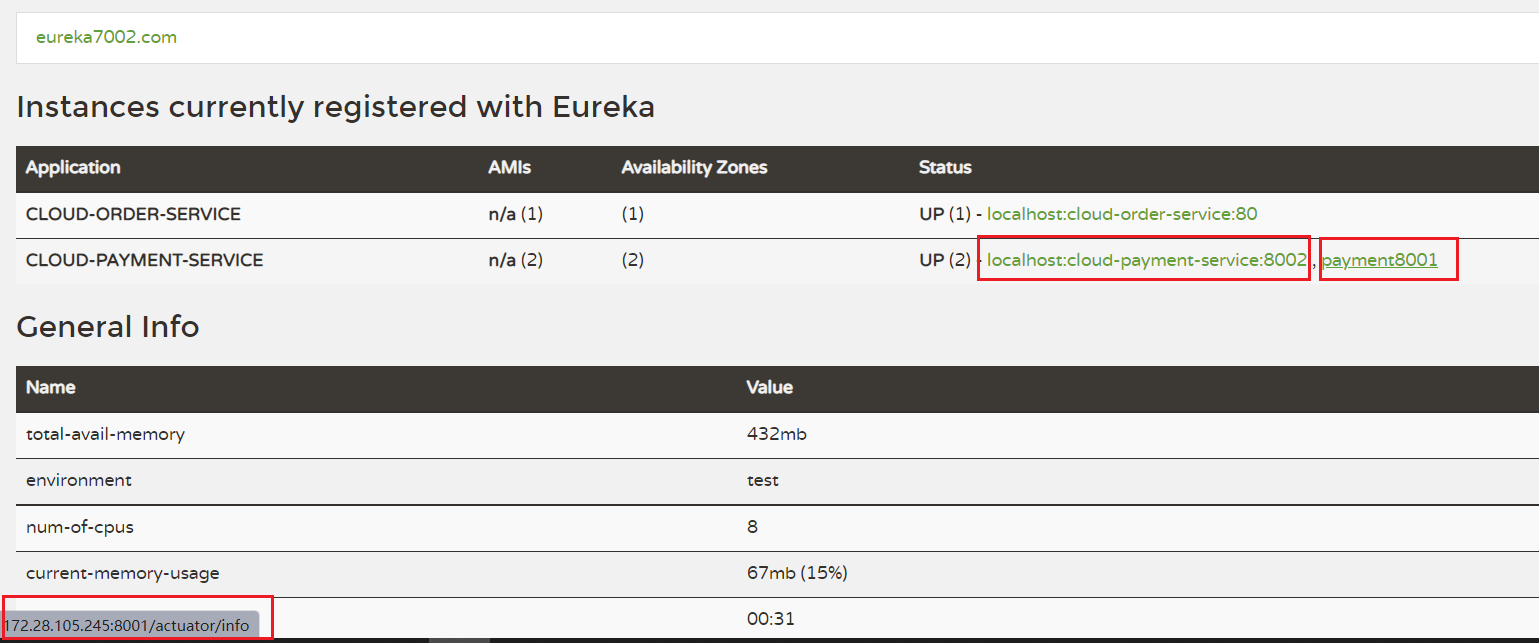 eureka7002.com
Instances currently registered with Eureka
Application AMIs Availability Zones Status
CLOUD-ORDER-SERVICE n/a (1) (1) UP (1) - localhost:cloud-order-service:80
CLOUD-PAYMENT-SERVICE n/a (2) (2) UP (2) - localhost:cloud-payment-service:8002 , payment8001
General Info
Name Value
total-avail-memory 432mb
environment test
num-of-cpus 8
current-memory-usage 67mb (15%)
00:31
172.28.105.245:8001/actuator/info